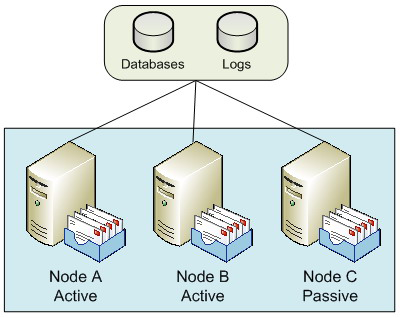 Databases Logs
Node A Node B Node C
Active Active Passive